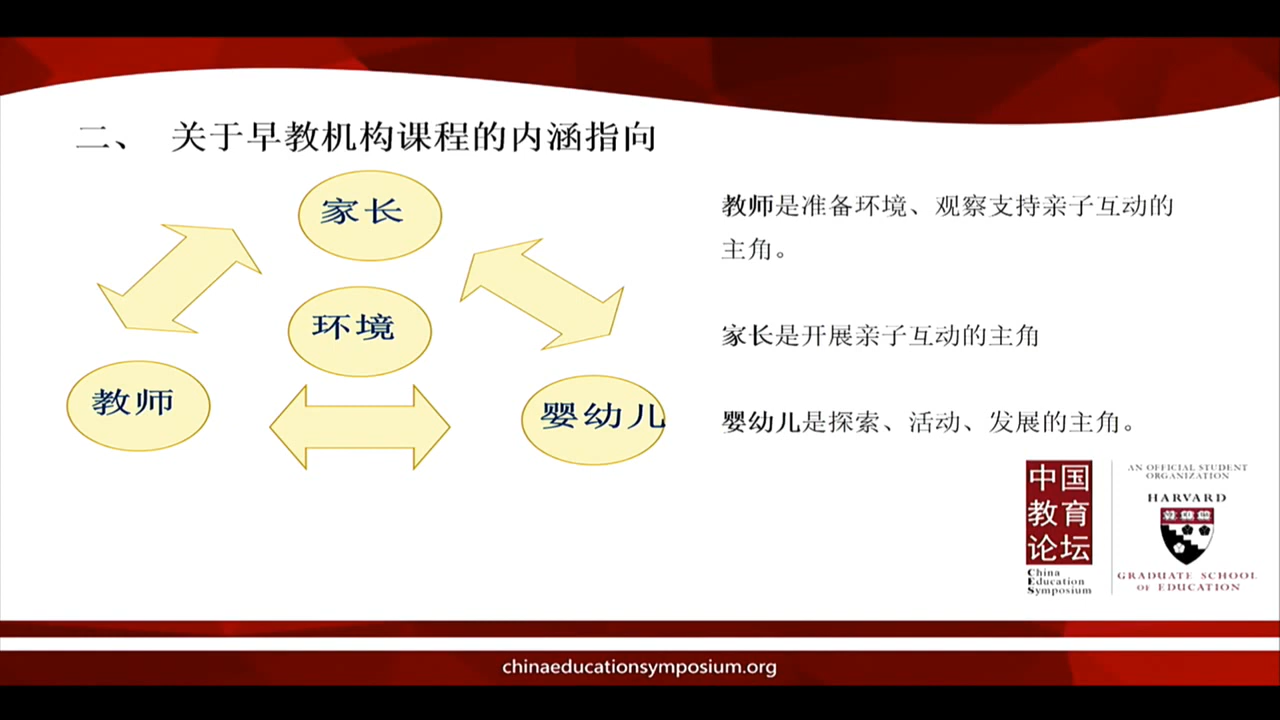 二、 关于早教机构课程的内涵指向
家长
环境
教师
婴幼儿
教师是准备环境、观察支持亲子互动的
主角。
家长是开展亲子互动的主角
婴幼儿是探索、活动、发展的主角。
中国
教育
论坛
China
Education
Symposium
AN OFFICIAL STUDENT
ORGANIZATION
HARVARD
GRADUATE SCHOOL
OF EDUCATION
chinaeducationsymposium.org